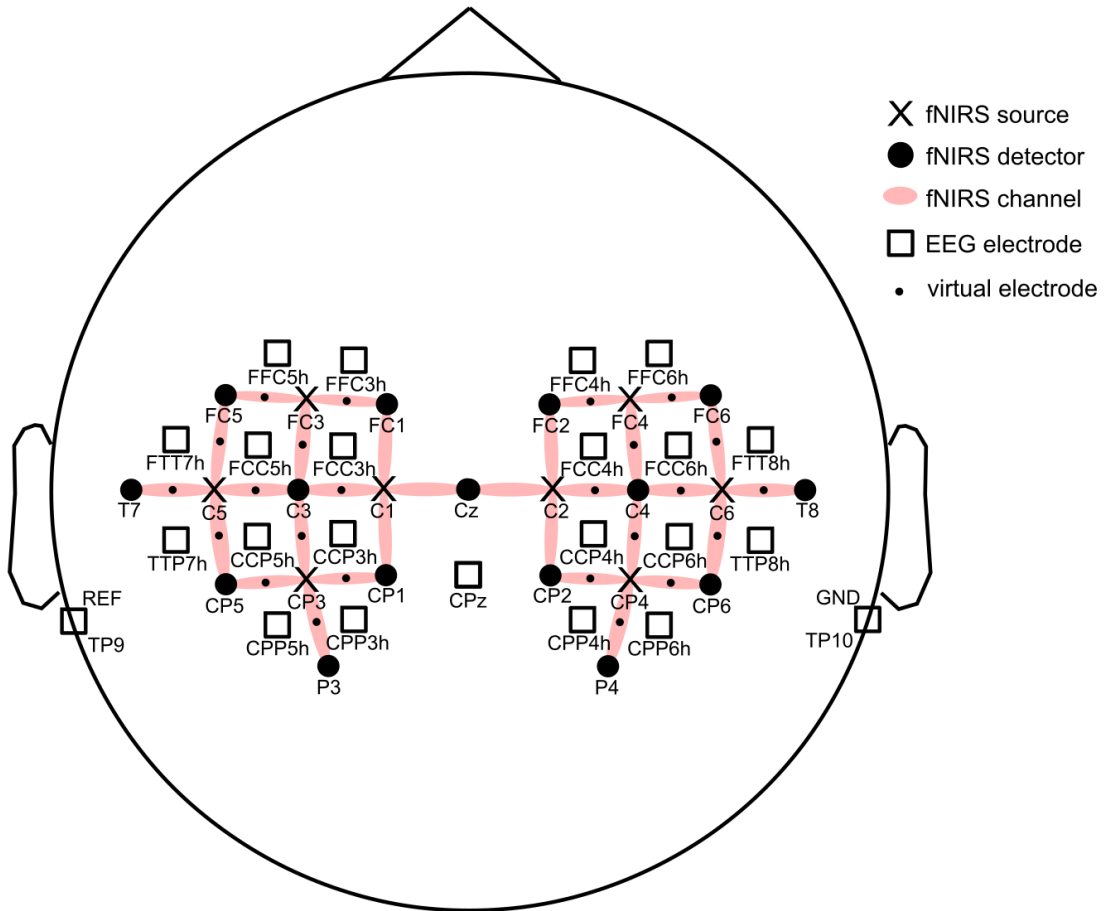 fNIRS source
fNIRS detector
fNIRS channel
EEG electrode
virtual electrode
FFC5h
FFC3h
FFC4h
FFC6h
FC5
FC3
FC1
FC2
FC4
FC6
FTT7h
FCC5h
FCC3h
FCC4h
FCC6h
FTT8h
T7
C5
C3
C1
Cz
C2
C4
C6
T8
TTP7h
CCP5h
CCP3h
CCP4h
CCP6h
TTP8h
CP5
CP3
CP1
CPz
CP2
CP4
CP6
REF
GND
TP9
CPP5h
CPP3h
CPP4h
CPP6h
TP10
P3
P4